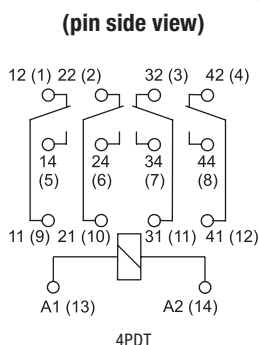 (pin side view)
12 (1) 22 (2) 32 (3) 42 (4)
14 24 34 44
(5) (6) (7) (8)
11 (9) 21 (10) 31 (11) 41 (12)
A1 (13) A2 (14)
4PDT